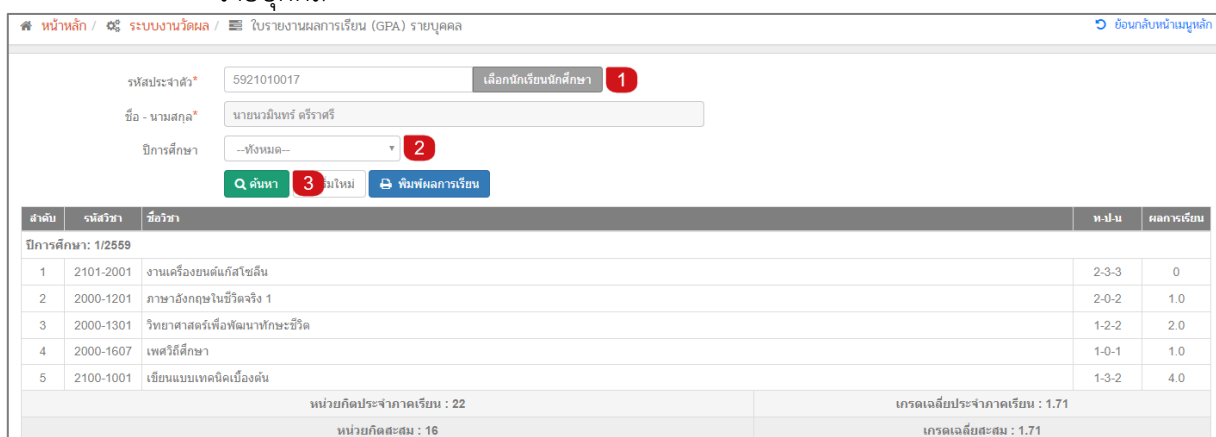 หน้าหลัก / ระบบงานวัดผล / ใบรายงานผลการเรียน (GPA) รายบุคคล ย้อนกลับหน้าเมนูหลัก
รหัสประจำตัว* 5921010017 เลือกนักเรียนนักศึกษา 1
ชื่อ - นามสกุล* นายนวมินทร์ ตรีราศรี
ปีการศึกษา --ทั้งหมด-- 2
ค้นหา 3 ิ่มใหม่ พิมพ์ผลการเรียน
ลำดับ รหัสวิชา ชื่อวิชา ท-ป-น ผลการเรียน
ปีการศึกษา: 1/2559
1 2101-2001 งานเครื่องยนต์แก๊สโซลีน 2-3-3 0
2 2000-1201 ภาษาอังกฤษในชีวิตจริง 1 2-0-2 1.0
3 2000-1301 วิทยาศาสตร์เพื่อพัฒนาทักษะชีวิต 1-2-2 2.0
4 2000-1607 เพศวิถีศึกษา 1-0-1 1.0
5 2100-1001 เขียนแบบเทคนิคเบื้องต้น 1-3-2 4.0
หน่วยกิตประจำภาคเรียน : 22 เกรดเฉลี่ยประจำภาคเรียน : 1.71
หน่วยกิตสะสม : 16 เกรดเฉลี่ยสะสม : 1.71